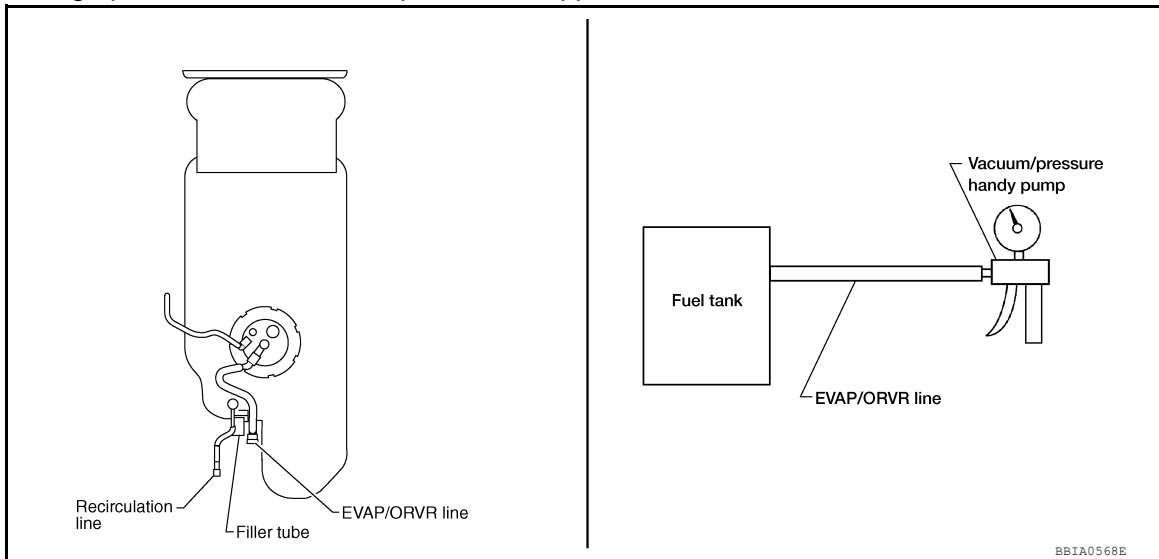 Recirculation
line
Filler tube
EVAP/ORVR line
Vacuum/pressure
handy pump
Fuel tank
EVAP/ORVR line
BBIA0568E